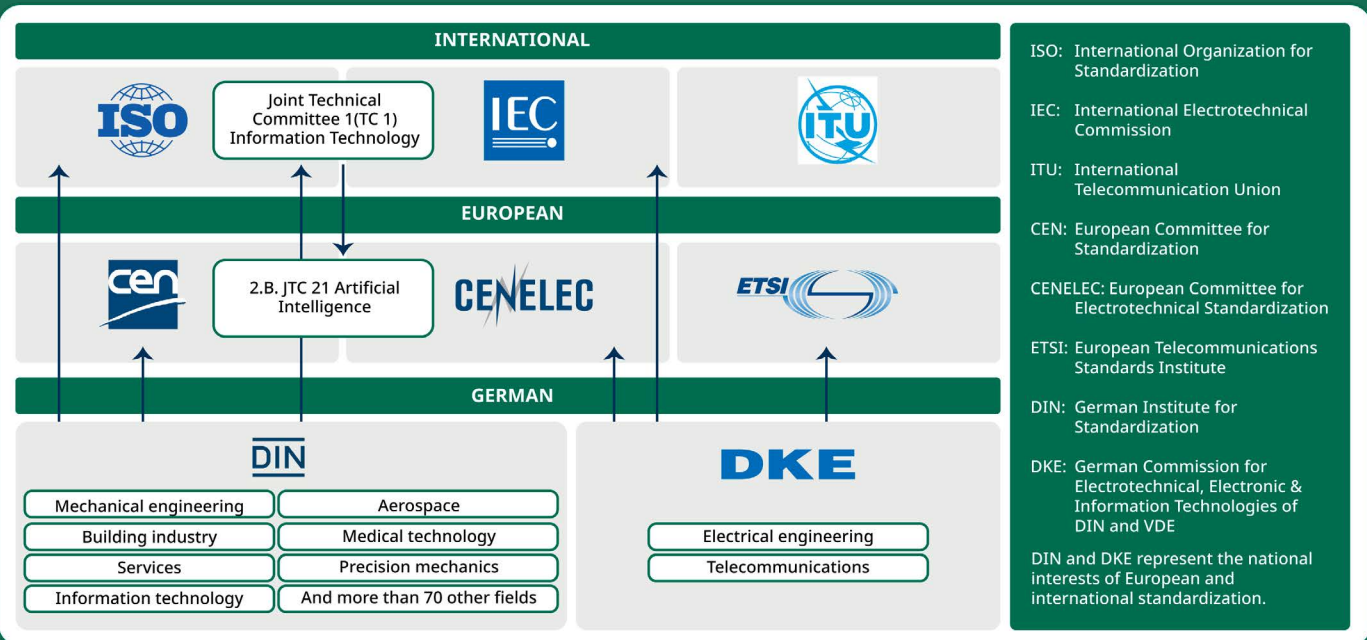 INTERNATIONAL
ISO
Joint Technical
Committee 1(TC 1)
Information Technology
IEC
ITU
EUROPEAN
cen
2.B. JTC 21 Artificial
Intelligence
CENELEC
ETSI
GERMAN
DIN
Mechanical engineering
Aerospace
Building industry
Medical technology
Services
Precision mechanics
Information technology
And more than 70 other fields
DKE
Electrical engineering
Telecommunications
ISO: International Organization for
Standardization
IEC: International Electrotechnical
Commission
ITU: International
Telecommunication Union
CEN: European Committee for
Standardization
CENELEC: European Committee for
Electrotechnical Standardization
ETSI: European Telecommunications
Standards Institute
DIN: German Institute for
Standardization
DKE: German Commission for
Electrotechnical, Electronic &
Information Technologies of
DIN and VDE
DIN and DKE represent the national
interests of European and
international standardization.